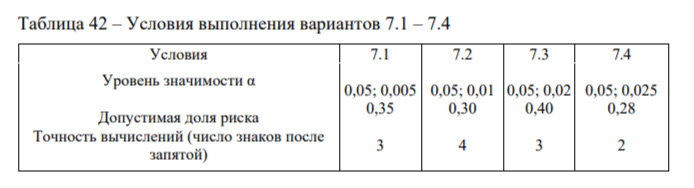 Таблица 42 – Условия выполнения вариантов 7.1 – 7.4
Условия 7.1 7.2 7.3 7.4
Уровень значимости α 0,05; 0,005 0,05; 0,01 0,05; 0,02 0,05; 0,025
Допустимая доля риска 0,35 0,30 0,40 0,28
Точность вычислений (число знаков после
запятой) 3 4 3 2